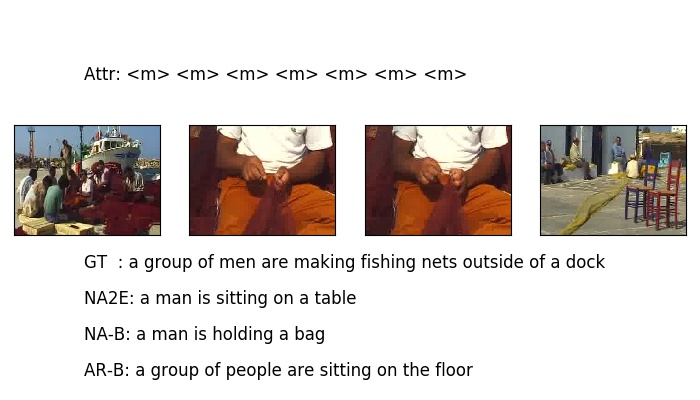 Attr: <m> <m> <m> <m> <m> <m> <m>
GT  : a group of men are making fishing nets outside of a dock
NA2E: a man is sitting on a table
NA-B: a man is holding a bag
AR-B: a group of people are sitting on the floor